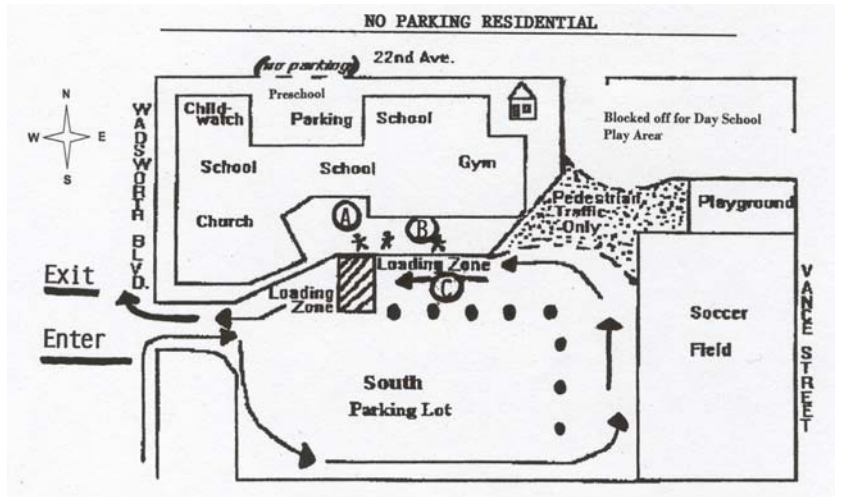 NO PARKING RESIDENTIAL
22nd Ave.
(No parking)
Preschool
Parking
N
W E
S
WADSWORTH BLVD.
Child-
watch
School
School
School
Gym
Church
A
B
Blocked off for Day School
Play Area
Pedestrian
Traffic
Only
Playground
Loading Zone
C
Loading
Zone
Exit
Enter
Soccer
Field
VANCE STREET
South
Parking Lot